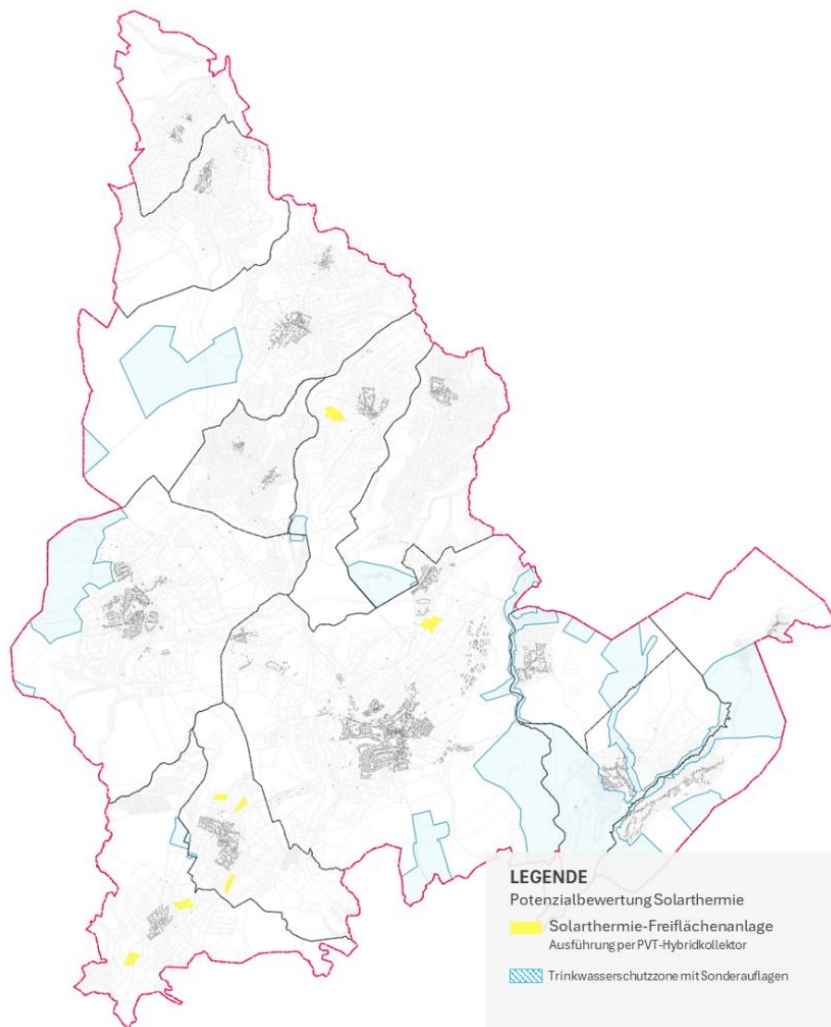 LEGENDE
Potenzialbewertung Solarthermie
Solarthermie-Freiflächenanlage
Ausführung per PVT-Hybridkollektor
Trinkwasserschutzzone mit Sonderauflagen